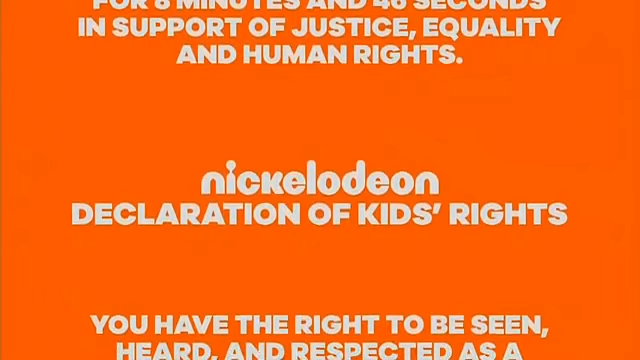 FOR 8 MINUTES AND 46 SECONDS
IN SUPPORT OF JUSTICE, EQUALITY
AND HUMAN RIGHTS.
nickelodeon
DECLARATION OF KIDS' RIGHTS
YOU HAVE THE RIGHT TO BE SEEN,
HEARD, AND RESPECTED AS A